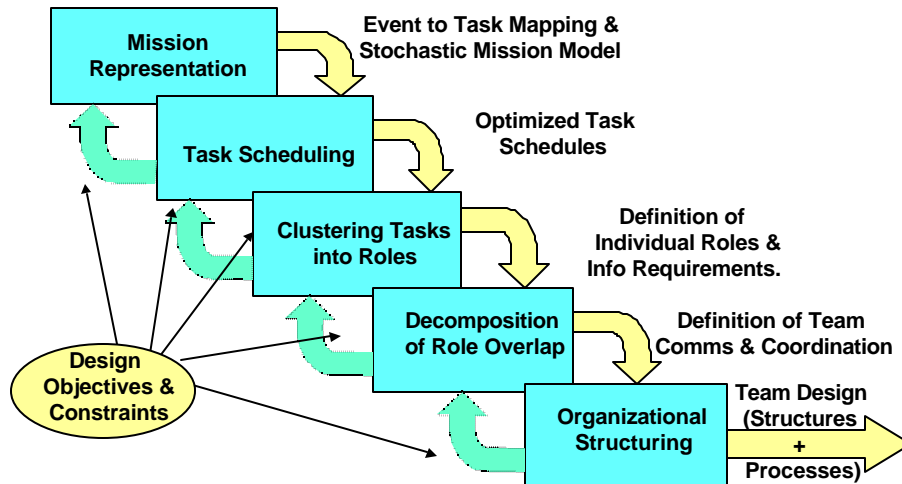 Mission
Representation
Event to Task Mapping &
Stochastic Mission Model
Task Scheduling
Optimized Task
Schedules
Clustering Tasks
into Roles
Definition of
Individual Roles &
Info Requirements.
Decomposition
of Role Overlap
Definition of Team
Comms & Coordination
Design
Objectives &
Constraints
Organizational
Structuring
Team Design
(Structures
+
Processes)